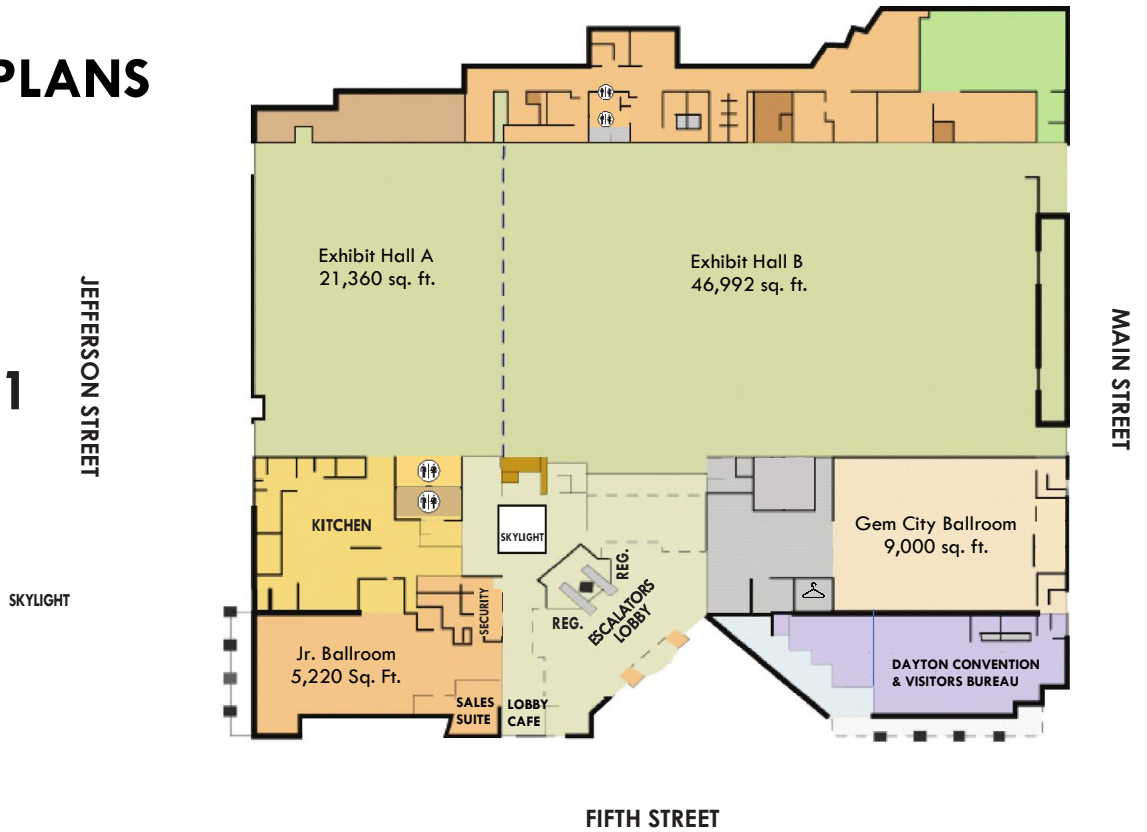 PLANS
Exhibit Hall A
21,360 sq. ft.
Exhibit Hall B
46,992 sq. ft.
JEFFERSON STREET
MAIN STREET
1
KITCHEN
SKYLIGHT
Gem City Ballroom
9,000 sq. ft.
REG.
REG.
ESCALATORS
LOBBY
SECURITY
SKYLIGHT
Jr. Ballroom
5,220 Sq. Ft.
DAYTON CONVENTION
& VISITORS BUREAU
SALES
SUITE
LOBBY
CAFE
FIFTH STREET